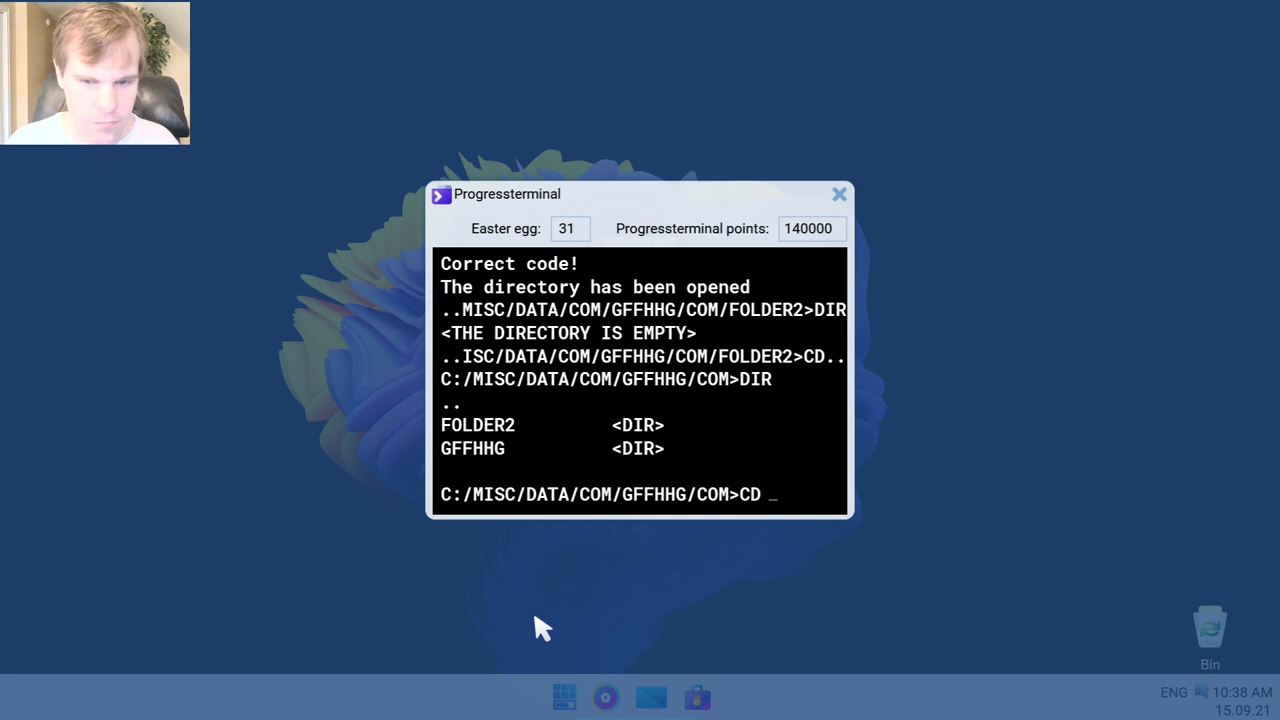 Progressterminal
Easter egg: 31 Progressterminal points: 140000
Correct code!
The directory has been opened
..MISC/DATA/COM/GFFHHG/COM/FOLDER2>DIR
<THE DIRECTORY IS EMPTY>
..ISC/DATA/COM/GFFHHG/COM/FOLDER2>CD..
C:/MISC/DATA/COM/GFFHHG/COM>DIR
..
FOLDER2 <DIR>
GFFHHG <DIR>
C:/MISC/DATA/COM/GFFHHG/COM>CD _
Bin
ENG 10:38 AM
15.09.21